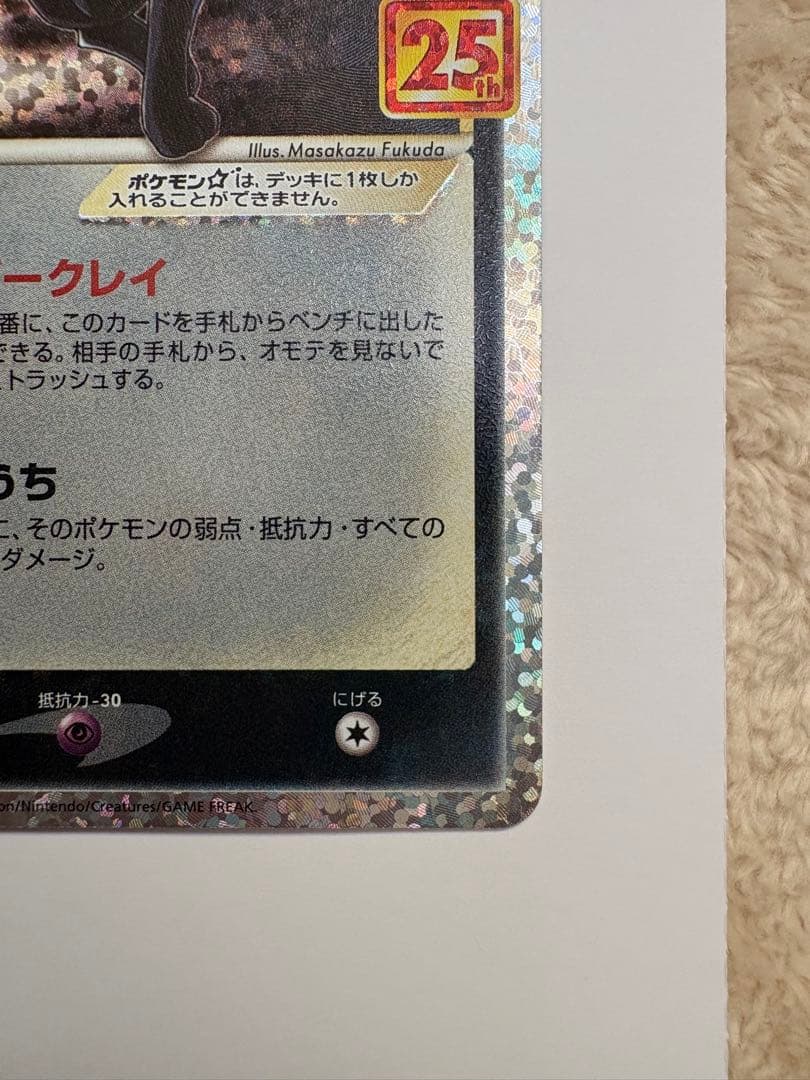 25th
Illus. Masakazu Fukuda
ポケモン☆は、デッキに1枚しか
入れることができません。
ークレイ
番に、このカードを手札からベンチに出した
できる。相手の手札から、オモテを見ないで
トラッシュする。
うち
に、そのポケモンの弱点・抵抗力・すべての
ダメージ。
抵抗力-30
にげる
on/Nintendo/Creatures/GAME FREAK.